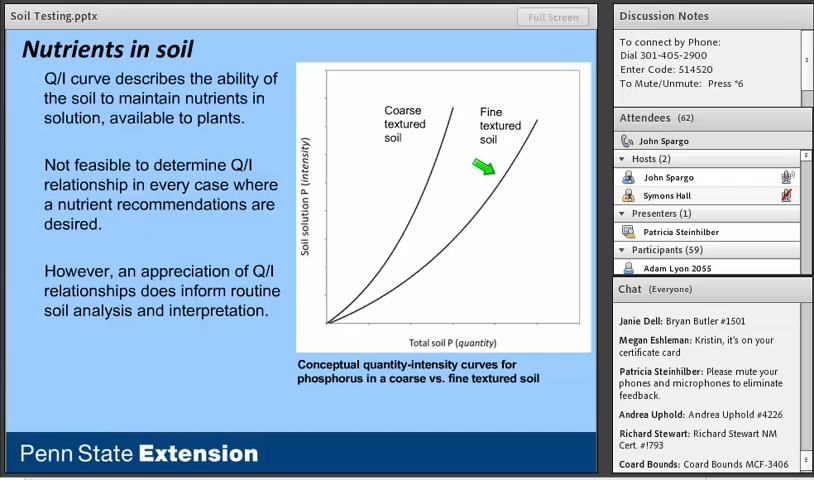 Soil Testing.pptx
Full Screen
Nutrients in soil
Q/I curve describes the ability of
the soil to maintain nutrients in
solution, available to plants.
Not feasible to determine Q/I
relationship in every case where
a nutrient recommendations are
desired.
However, an appreciation of Q/I
relationships does inform routine
soil analysis and interpretation.
Coarse
textured
soil
Fine
textured
soil
Soil solution P (intensity)
Total soil P (quantity)
Conceptual quantity-intensity curves for
phosphorus in a coarse vs. fine textured soil
Penn State Extension
Discussion Notes
To connect by Phone:
Dial 301-405-2900
Enter Code: 514520
To Mute/Unmute: Press *6
Attendees (62)
John Spargo
Hosts (2)
John Spargo
Symons Hall
Presenters (1)
Patricia Steinhilber
Participants (59)
Adam Lyon 2055
Chat (Everyone)
Janie Dell: Bryan Butler #1501
Megan Eshleman: Kristin, it's on your
certificate card
Patricia Steinhilber: Please mute your
phones and microphones to eliminate
feedback.
Andrea Uphold: Andrea Uphold #4226
Richard Stewart: Richard Stewart NM
Cert. #!793
Coard Bounds: Coard Bounds MCF-3406